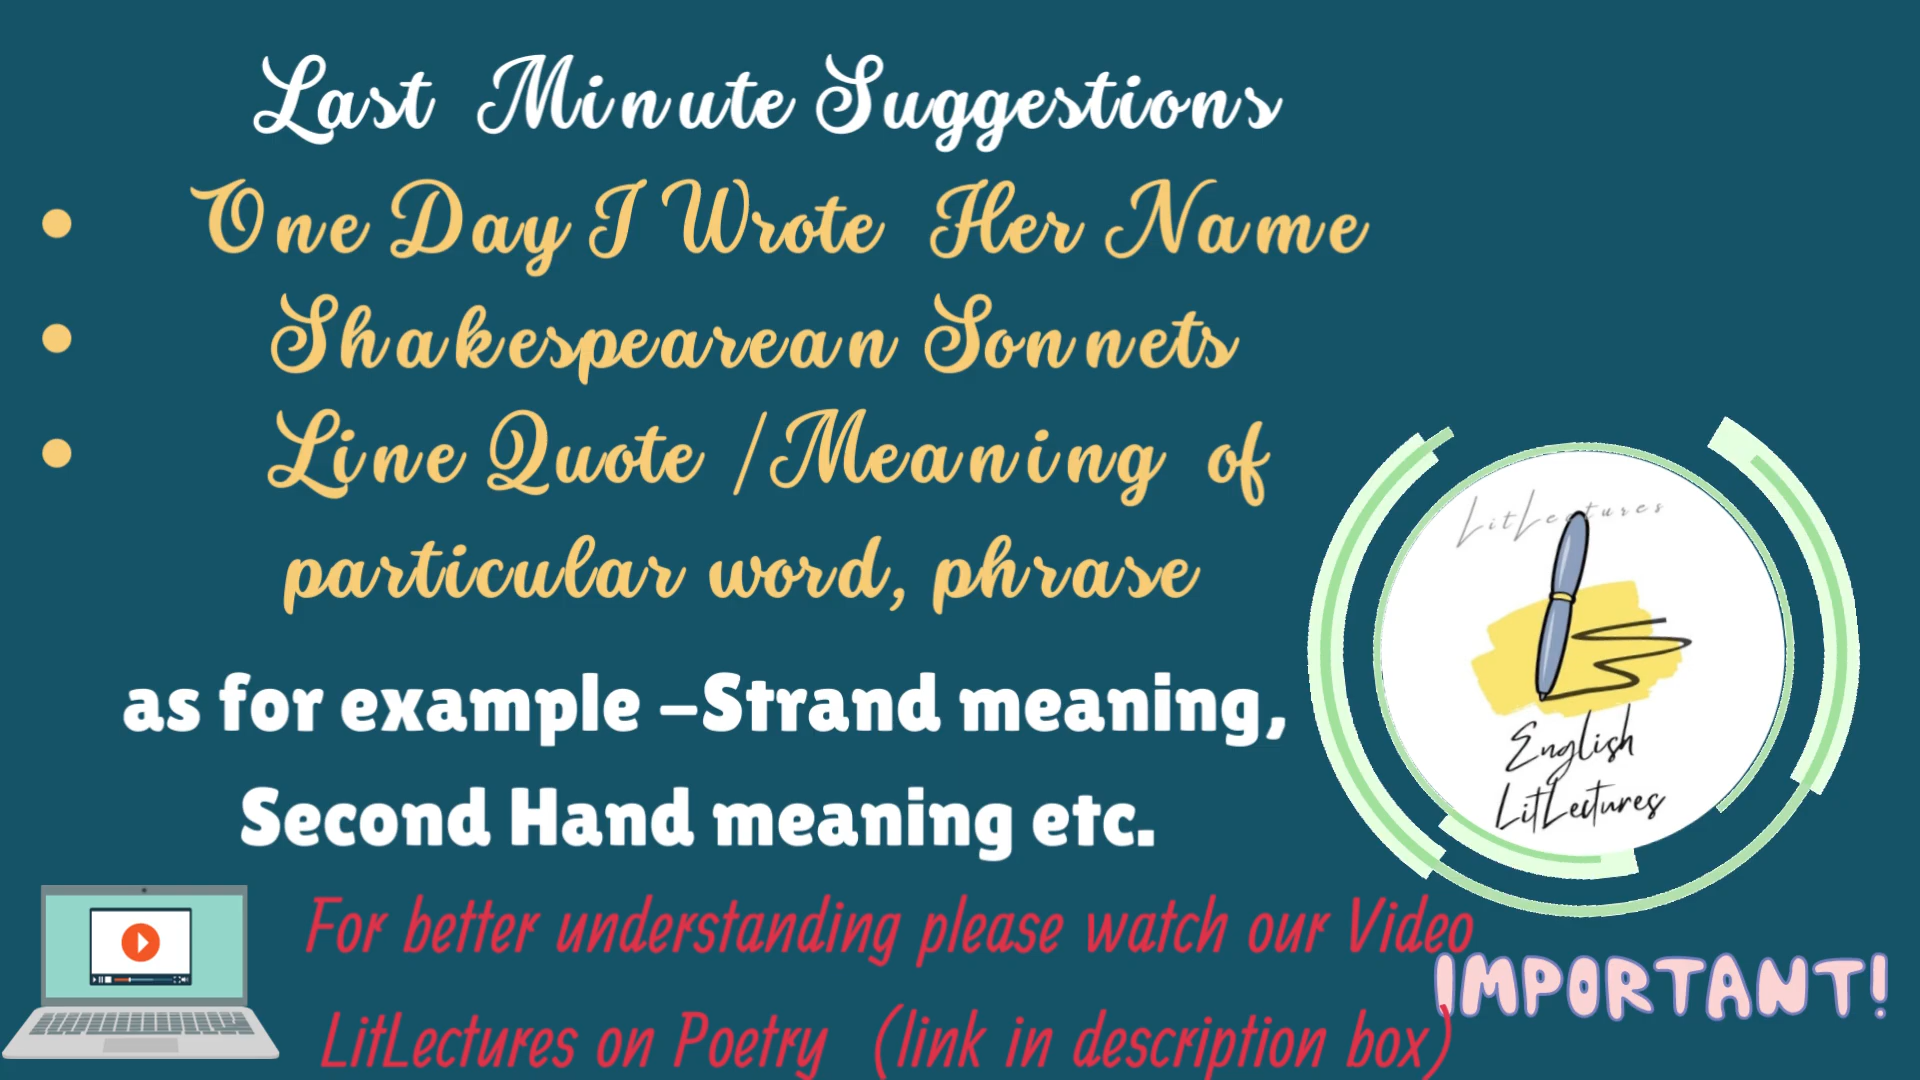 Last Minute Suggestions
• One Day I Wrote Her Name
• Shakespearean Sonnets
• Line Quote /Meaning of
particular word, phrase
as for example -Strand meaning,
Second Hand meaning etc.
For better understanding please watch our Video
LitLectures on Poetry (link in description box)
LitLectures
English
LitLectures
IMPORTANT!